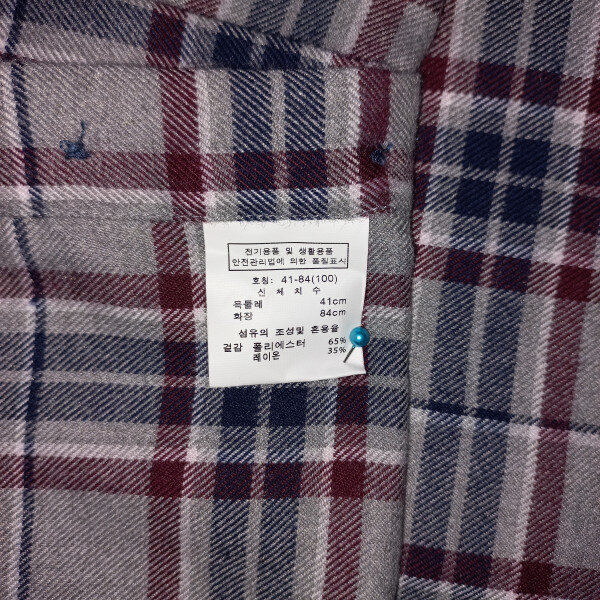 전기용품 및 생활용품
안전관리법에 의한 품질표시
호칭: 41-84(100)
신 체 치 수
목둘레 41cm
화장 84cm
섬유의 조성및 혼용율
겉감 폴리에스터 65%
레이온 35%